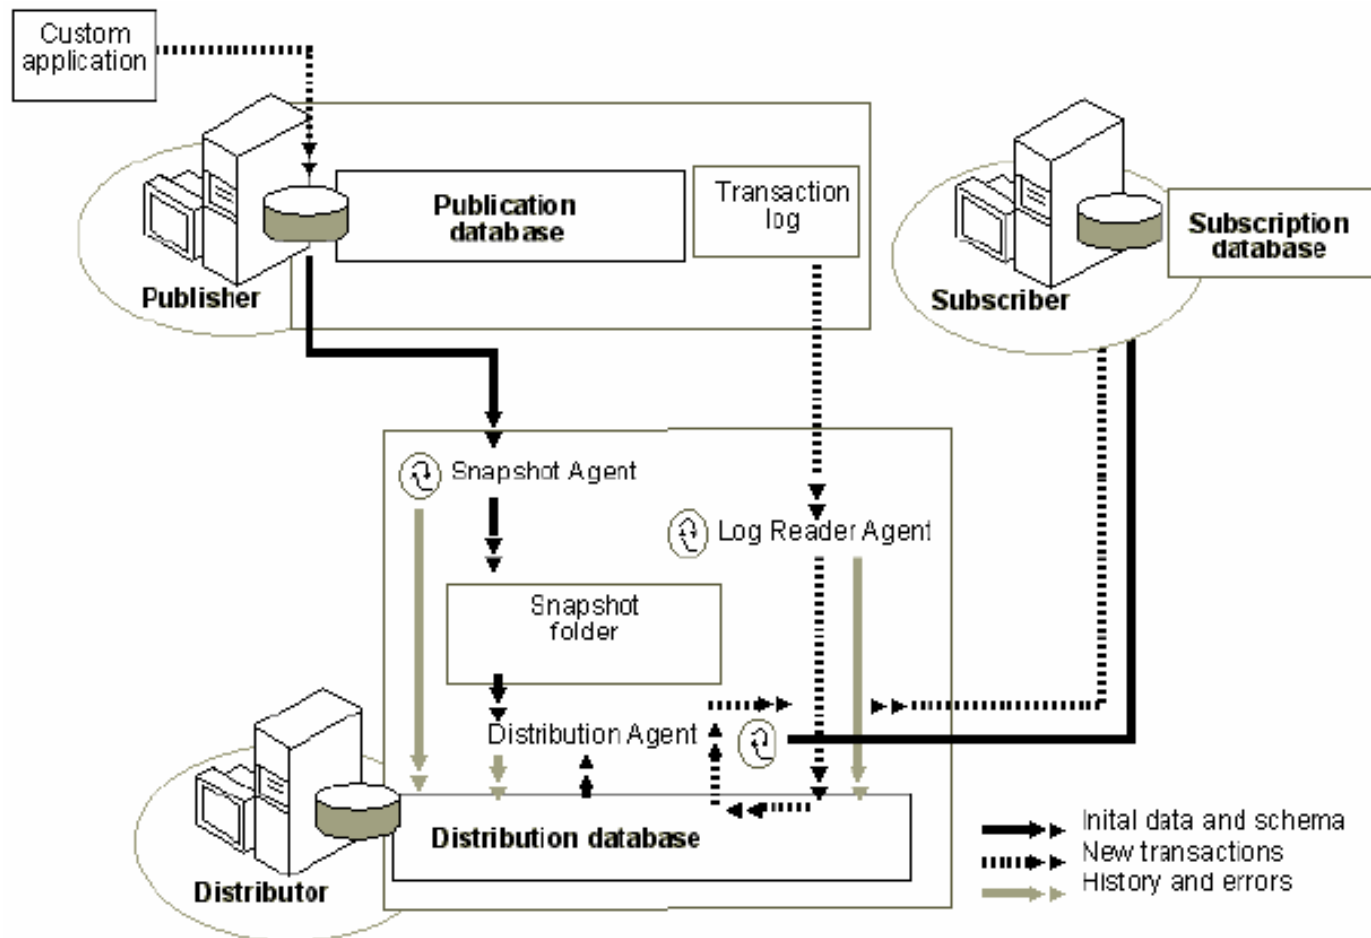 Custom
application
Publication
database
Transaction
log
Publisher
Subscription
database
Subscriber
Snapshot Agent
Log Reader Agent
Snapshot
folder
Distribution Agent
Distribution database
Distributor
Inital data and schema
New transactions
History and errors